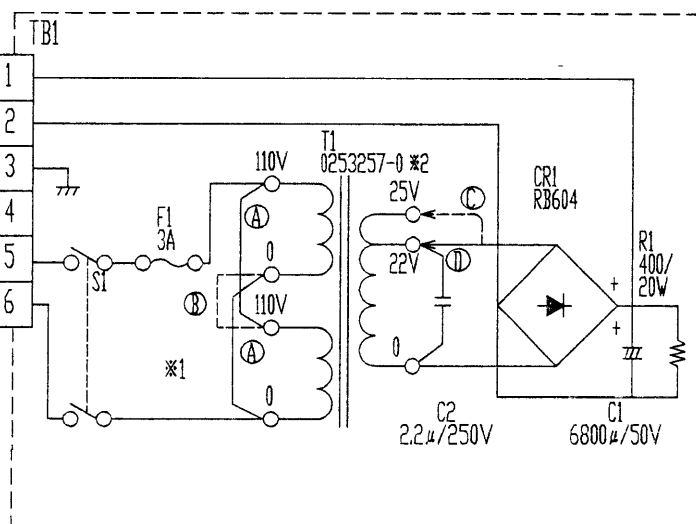 TB1
1
2
3
4
5
6
S1
F1
3A
110V
0
110V
0
A
B
A
※1
T1
0253257-0 ※2
25V
C
22V
D
0
C2
2.2μ/250V
CR1
RB604
+
+
R1
400/
20W
C1
6800μ/50V